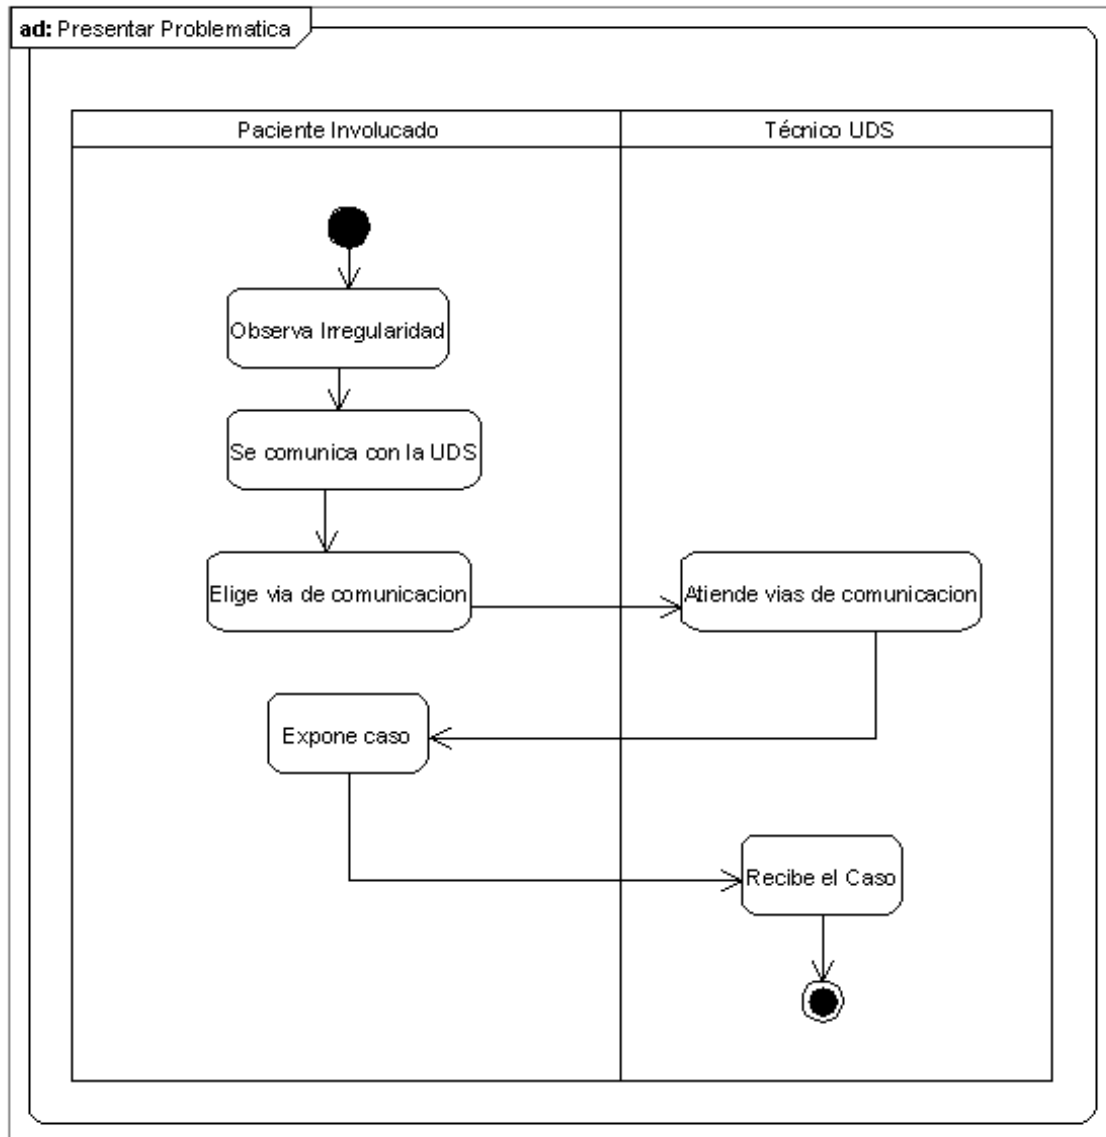 ad: Presentar Problematica
Paciente Involucado
Técnico UDS
Observa Irregularidad
Se comunica con la UDS
Elige via de comunicacion
Atiende vias de comunicacion
Expone caso
Recibe el Caso